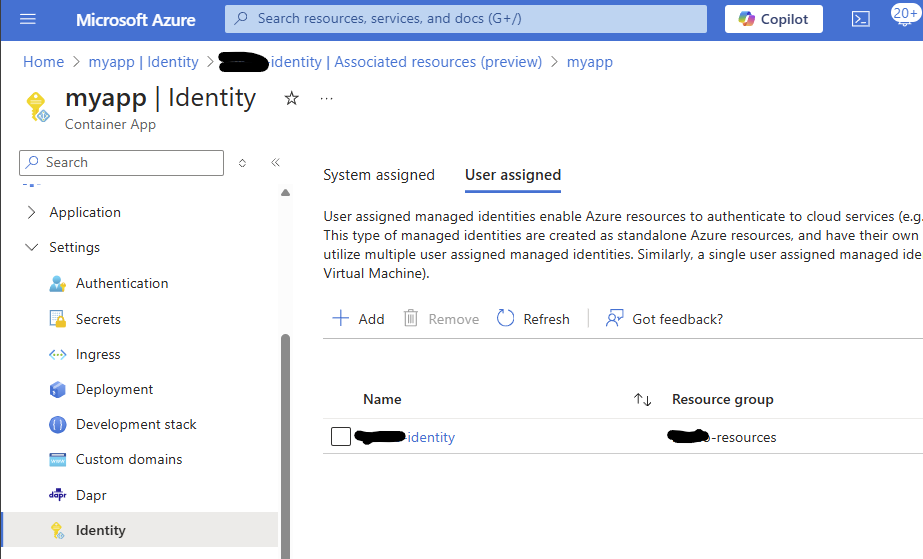 Microsoft Azure
Search resources, services, and docs (G+/)
Copilot
20+
Home > myapp | Identity > -identity | Associated resources (preview) > myapp
myapp | Identity
Container App
Search
System assigned
User assigned
User assigned managed identities enable Azure resources to authenticate to cloud services (e.g.
This type of managed identities are created as standalone Azure resources, and have their own
utilize multiple user assigned managed identities. Similarly, a single user assigned managed ide
Virtual Machine).
Add
Remove
Refresh
Got feedback?
Name
Resource group
-identity
-resources
Application
Settings
Authentication
Secrets
Ingress
Deployment
Development stack
Custom domains
Dapr
Identity